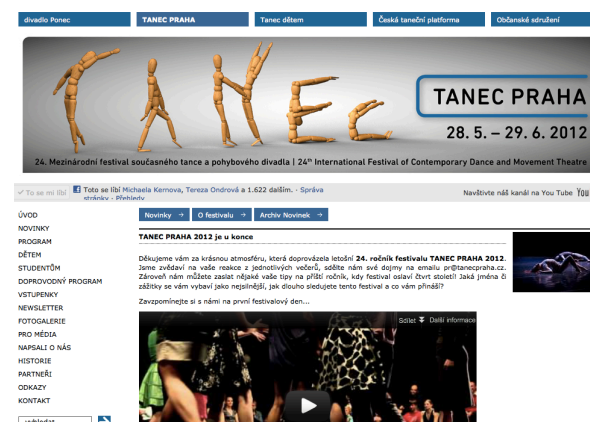 divadlo Ponec
TANEC PRAHA
Tanec dětem
Česká taneční platforma
Občanské sdružení
TANEC PRAHA
28. 5. – 29. 6. 2012
24. Mezinárodní festival současného tance a pohybového divadla | 24th International Festival of Contemporary Dance and Movement Theatre
To se mi líbí
Toto se líbí Michaela Kernova, Tereza Ondrová a 1.622 dalším. · Správa
stránky · Přehledy
Navštivte náš kanál na You Tube You
ÚVOD
NOVINKY
PROGRAM
DĚTEM
STUDENTŮM
DOPROVODNÝ PROGRAM
VSTUPENKY
NEWSLETTER
FOTOGALERIE
PRO MÉDIA
NAPSALI O NÁS
HISTORIE
PARTNEŘI
ODKAZY
KONTAKT
vyhledat
Novinky →
O festivalu →
Archiv Novinek →
TANEC PRAHA 2012 je u konce
Děkujeme vám za krásnou atmosféru, která doprovázela letošní 24. ročník festivalu TANEC PRAHA 2012.
Jsme zvědaví na vaše reakce z jednotlivých večerů, sdělte nám své dojmy na emailu pr@tanecpraha.cz.
Zároveň nám můžete zaslat nějaké vaše tipy na příští ročník, kdy festival oslaví čtvrt století! Jaká jména či
zážitky se vám vybaví jako nejsilnější, jak dlouho sledujete tento festival a co vám přináší?
Zavzpomínejte si s námi na první festivalový den...
Sdílet
Další informace